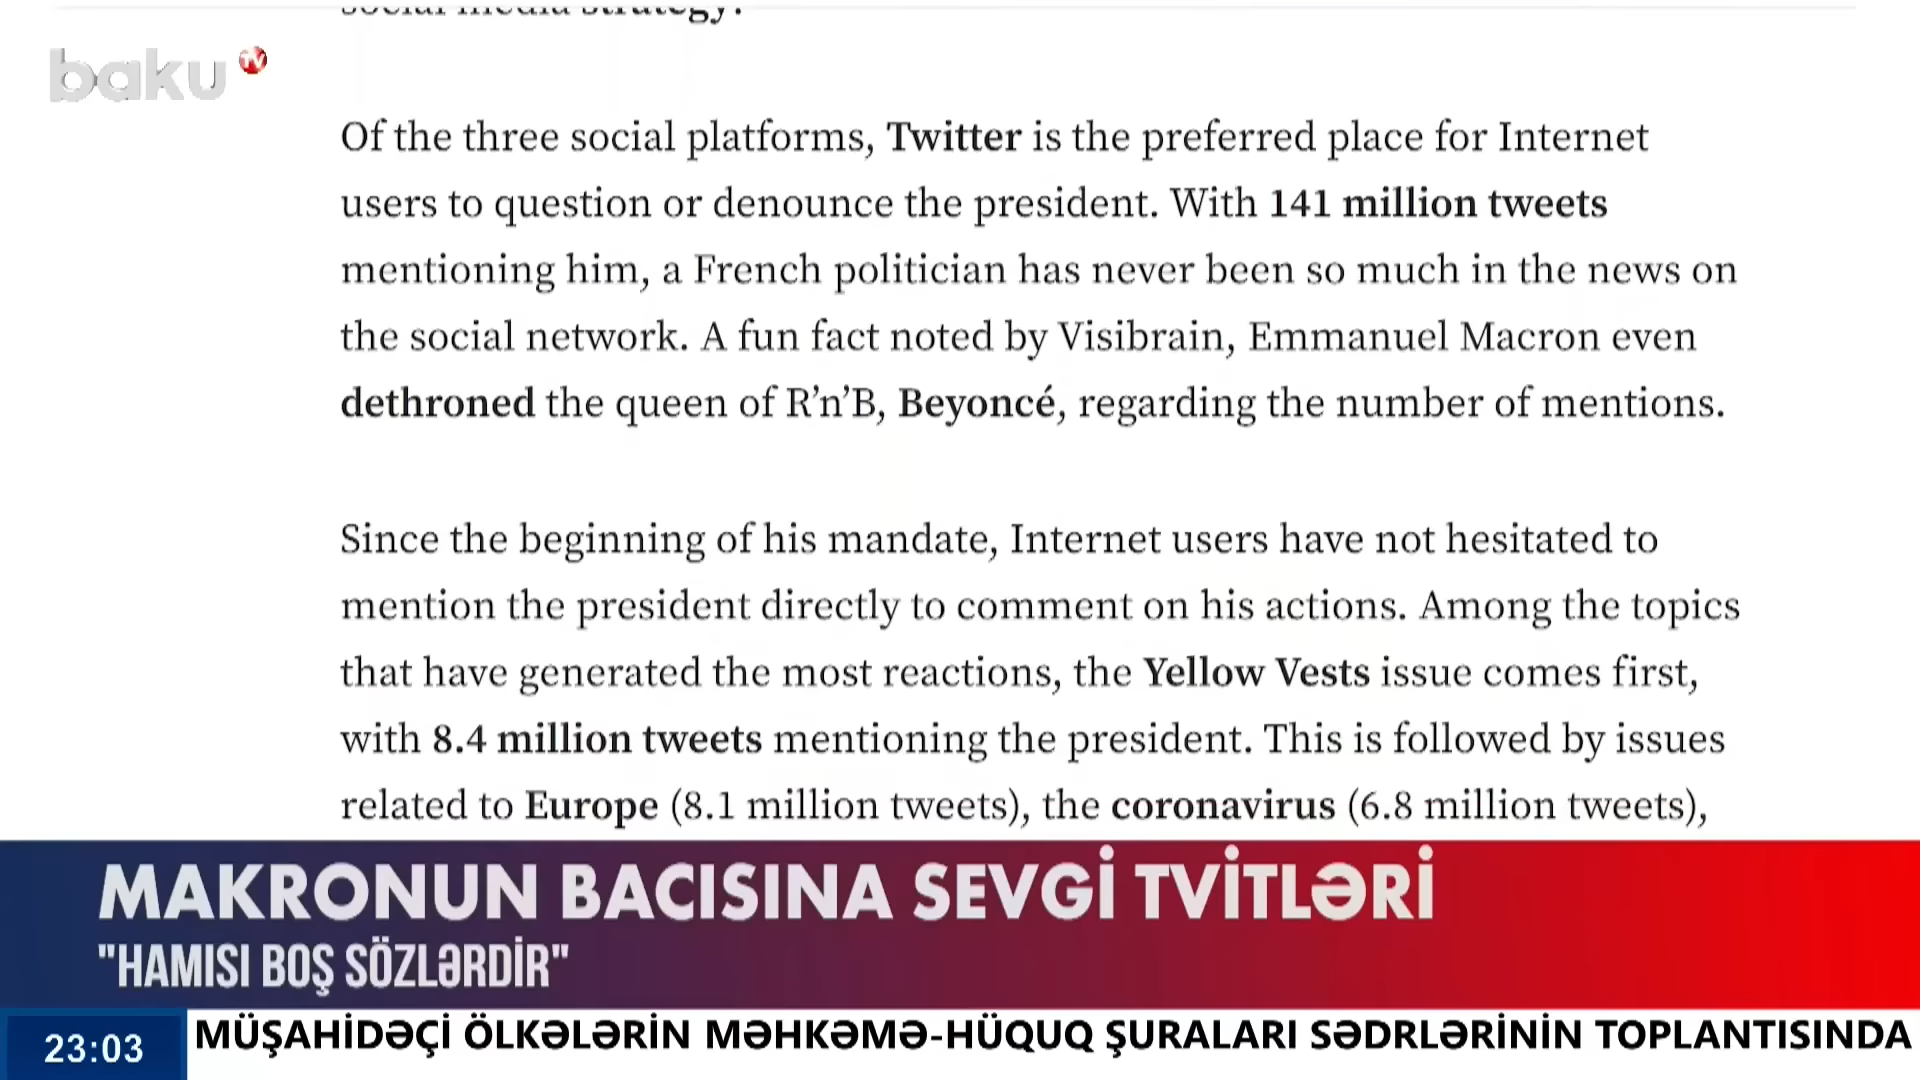 social media strategy.
baku TV
Of the three social platforms, Twitter is the preferred place for Internet
users to question or denounce the president. With 141 million tweets
mentioning him, a French politician has never been so much in the news on
the social network. A fun fact noted by Visibrain, Emmanuel Macron even
dethroned the queen of R’n’B, Beyoncé, regarding the number of mentions.
Since the beginning of his mandate, Internet users have not hesitated to
mention the president directly to comment on his actions. Among the topics
that have generated the most reactions, the Yellow Vests issue comes first,
with 8.4 million tweets mentioning the president. This is followed by issues
related to Europe (8.1 million tweets), the coronavirus (6.8 million tweets),
MAKRONUN BACISINA SEVGİ TVİTLƏRİ
"HAMISI BOŞ SÖZLƏRDİR"
23:03 MÜŞAHİDƏÇİ ÖLKƏLƏRİN MƏHKƏMƏ-HÜQUQ ŞURALARI SƏDRLƏRİNİN TOPLANTISINDA